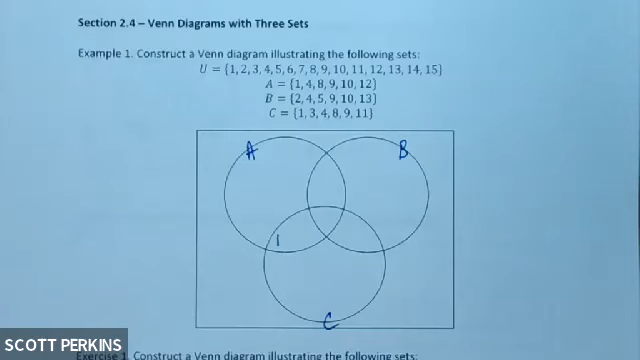 Section 2.4 – Venn Diagrams with Three Sets
Example 1. Construct a Venn diagram illustrating the following sets:
U = {1, 2, 3, 4, 5, 6, 7, 8, 9, 10, 11, 12, 13, 14, 15}
A = {1, 4, 8, 9, 10, 12}
B = {2, 4, 5, 9, 10, 13}
C = {1, 3, 4, 8, 9, 11}
A B
1
C
SCOTT PERKINS
Exercise 1. Construct a Venn diagram illustrating the following sets: